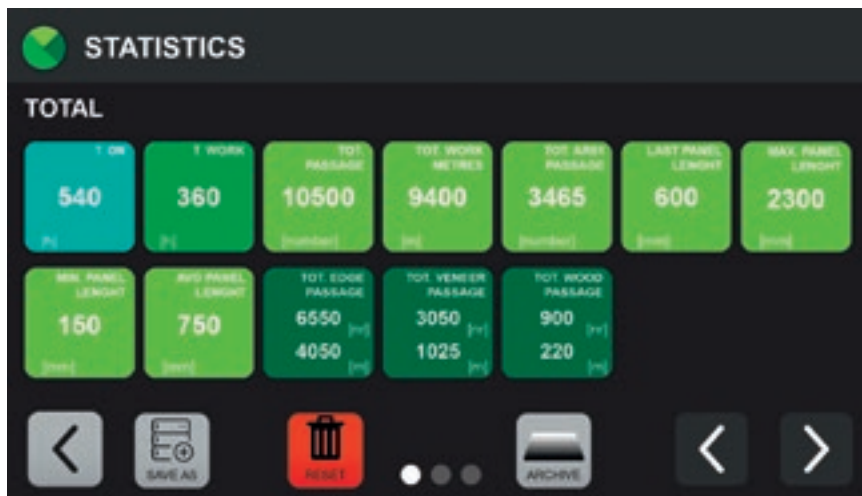 STATISTICS
TOTAL
T ON
540
[h]
T WORK
360
[h]
TOT.
PASSAGE
10500
[number]
TOT. WORK
METRES
9400
[m]
PASSAGE
3465
[number]
LAST PANEL
LENGHT
600
[mm]
MAX. PANEL
LENGHT
2300
[mm]
MIN. PANEL
LENGHT
150
[mm]
AVG PANEL
LENGHT
750
[mm]
TOT. EDGE
PASSAGE
6550 [nr]
4050 [m]
TOT. VENEER
PASSAGE
3050 [nr]
1025 [m]
TOT. WOOD
PASSAGE
900 [nr]
220 [m]
SAVE AS
RESET
ARCHIVE